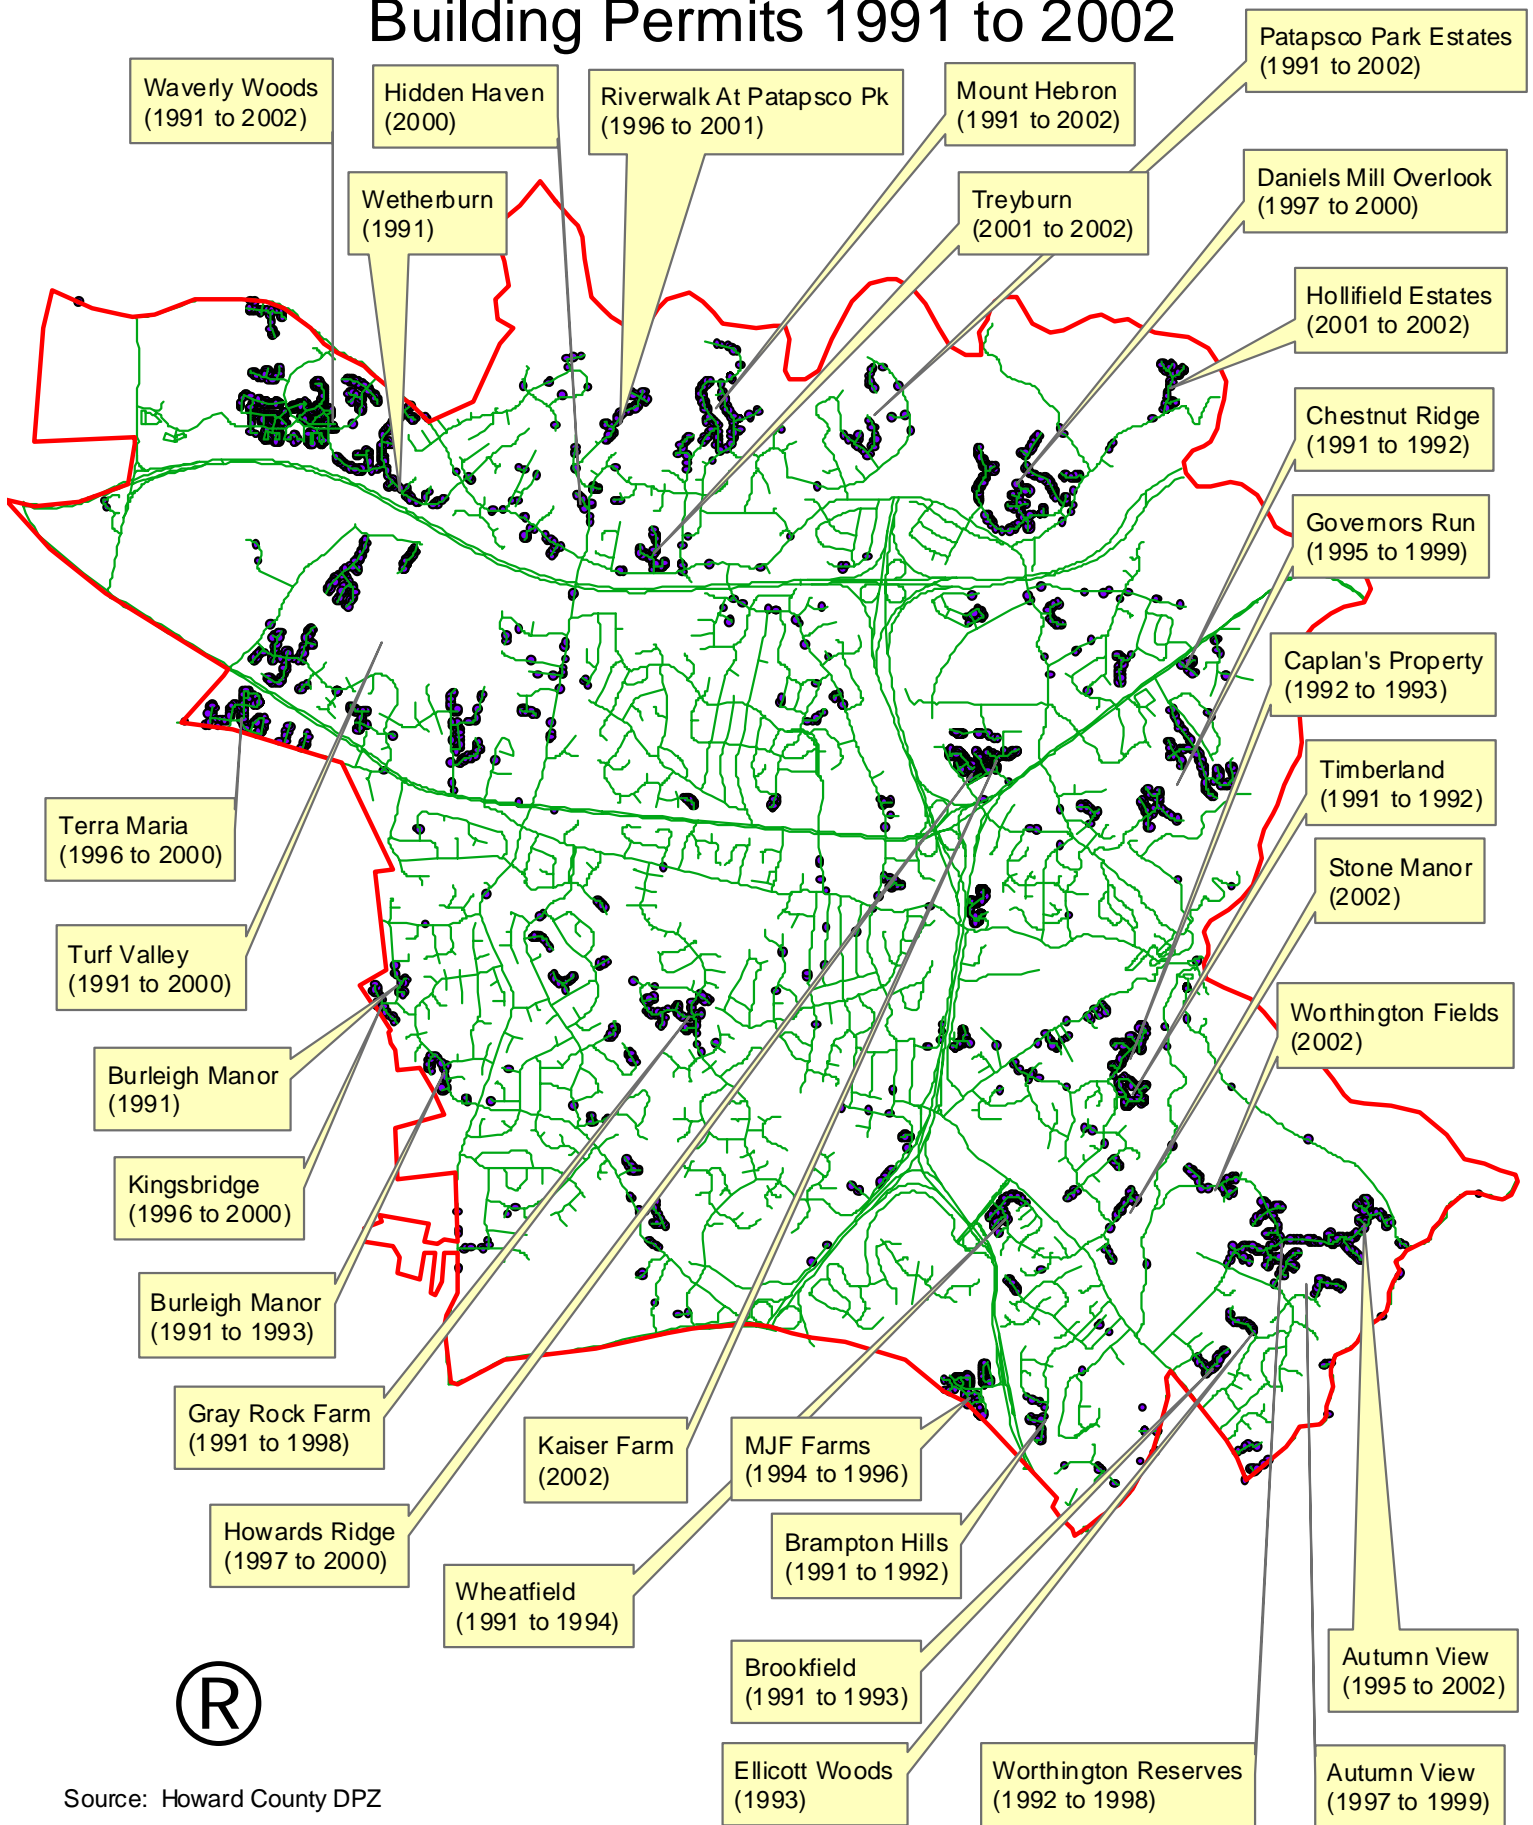 Building Permits 1991 to 2002
Patapsco Park Estates
(1991 to 2002)
Waverly Woods
(1991 to 2002)
Hidden Haven
(2000)
Riverwalk At Patapsco Pk
(1996 to 2001)
Mount Hebron
(1991 to 2002)
Wetherburn
(1991)
Treyburn
(2001 to 2002)
Daniels Mill Overlook
(1997 to 2000)
Hollifield Estates
(2001 to 2002)
Chestnut Ridge
(1991 to 1992)
Governors Run
(1995 to 1999)
Caplan's Property
(1992 to 1993)
Timberland
(1991 to 1992)
Terra Maria
(1996 to 2000)
Stone Manor
(2002)
Turf Valley
(1991 to 2000)
Worthington Fields
(2002)
Burleigh Manor
(1991)
Kingsbridge
(1996 to 2000)
Burleigh Manor
(1991 to 1993)
Gray Rock Farm
(1991 to 1998)
Kaiser Farm
(2002)
MJF Farms
(1994 to 1996)
Howards Ridge
(1997 to 2000)
Brampton Hills
(1991 to 1992)
Wheatfield
(1991 to 1994)
Brookfield
(1991 to 1993)
Autumn View
(1995 to 2002)
Ellicott Woods
(1993)
Worthington Reserves
(1992 to 1998)
Autumn View
(1997 to 1999)
®
Source: Howard County DPZ